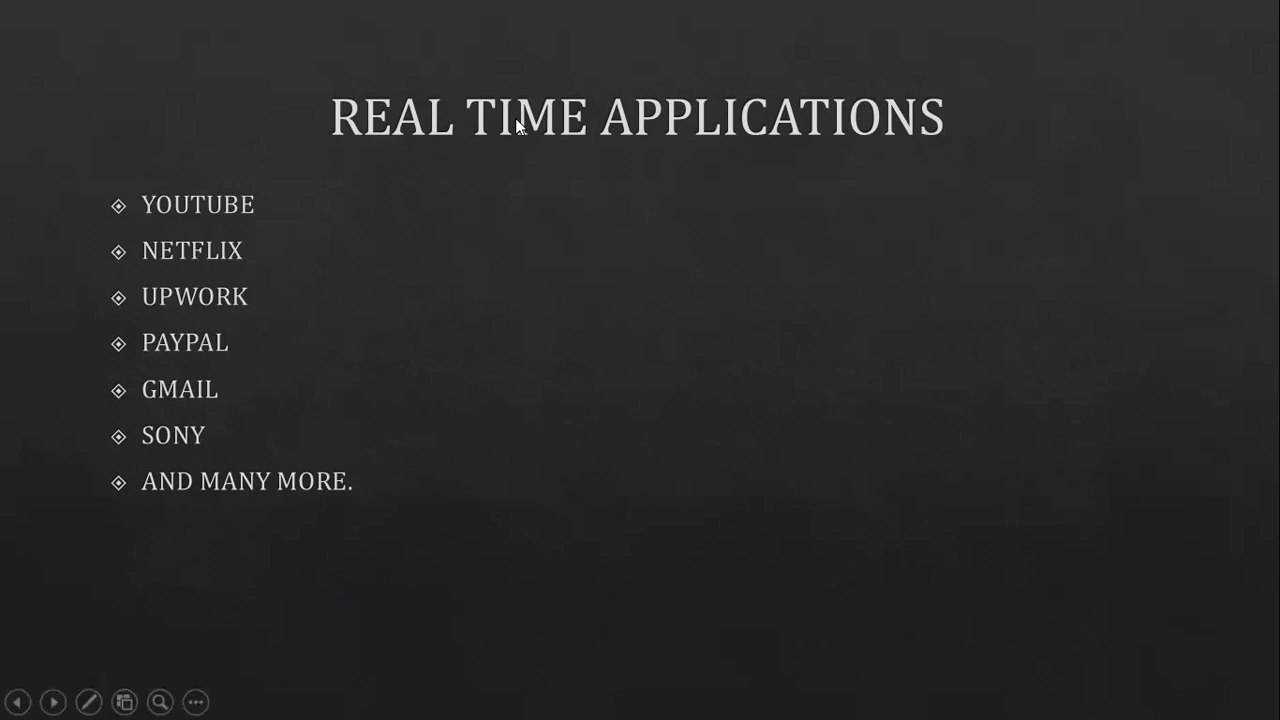 REAL TIME APPLICATIONS
YOUTUBE
NETFLIX
UPWORK
PAYPAL
GMAIL
SONY
AND MANY MORE.